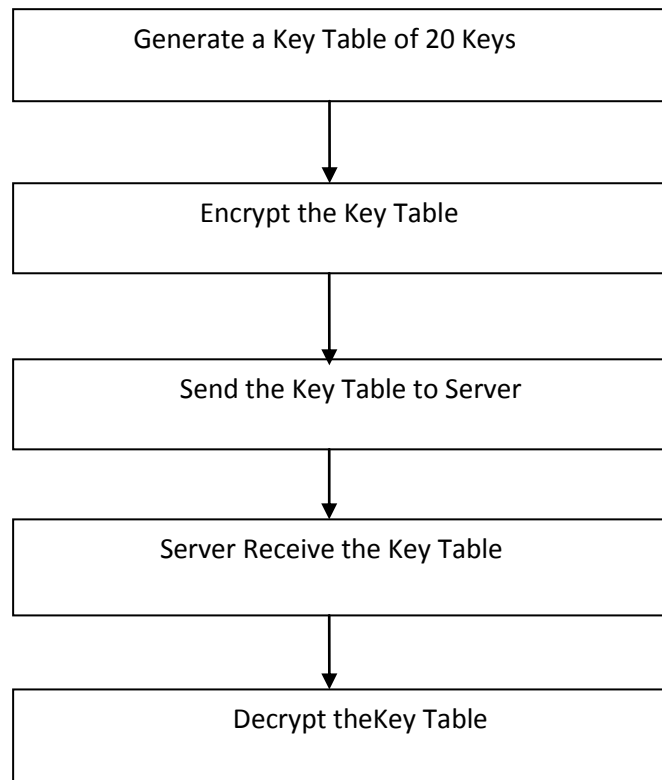 Generate a Key Table of 20 Keys
Encrypt the Key Table
Send the Key Table to Server
Server Receive the Key Table
Decrypt theKey Table